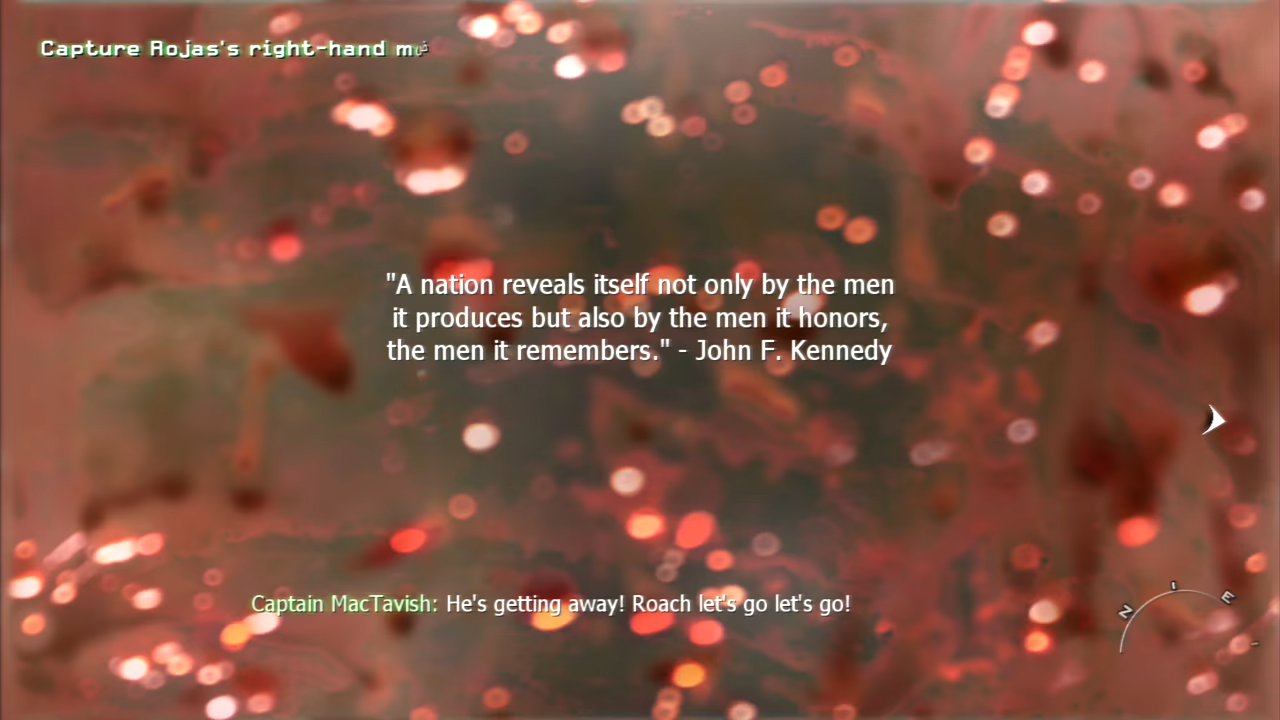 Capture Rojas's right-hand
"A nation reveals itself not only by the men
it produces but also by the men it honors,
the men it remembers." - John F. Kennedy
Captain MacTavish: He's getting away! Roach let's go let's go!
N
E